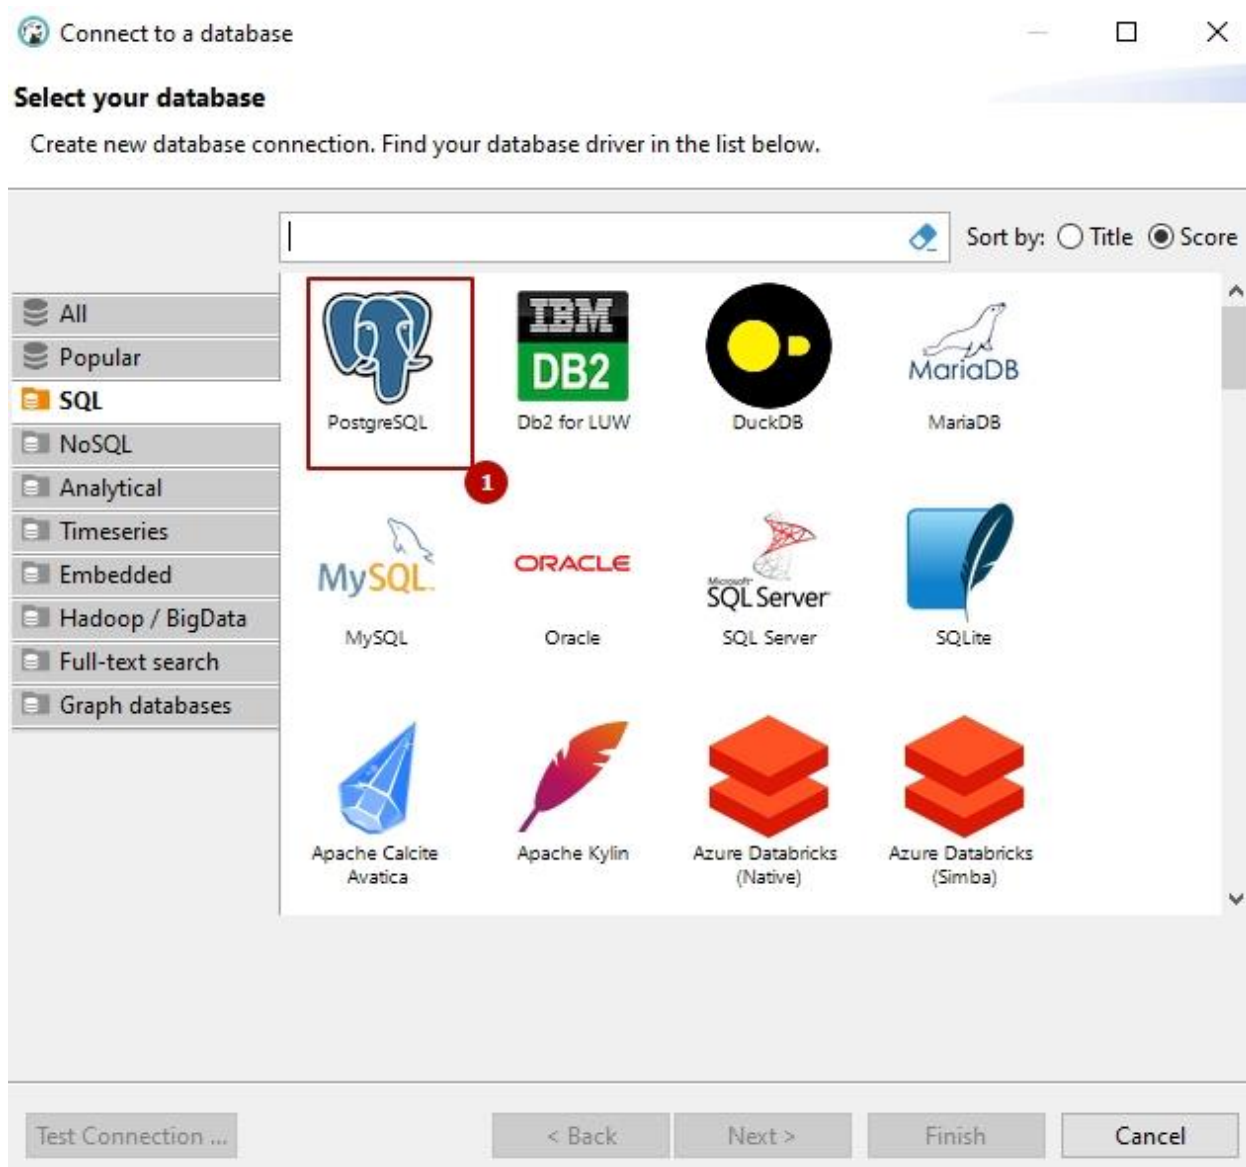 Connect to a database
Select your database
Create new database connection. Find your database driver in the list below.
Sort by: Title Score
All
Popular
SQL
NoSQL
Analytical
Timeseries
Embedded
Hadoop / BigData
Full-text search
Graph databases
IBM
DB2
MariaDB
PostgreSQL
Db2 for LUW
DuckDB
MariaDB
1
MySQL
ORACLE
Microsoft
SQL Server
MySQL
Oracle
SQL Server
SQLite
Apache Calcite
Avatica
Apache Kylin
Azure Databricks
(Native)
Azure Databricks
(Simba)
Test Connection ...
< Back
Next >
Finish
Cancel